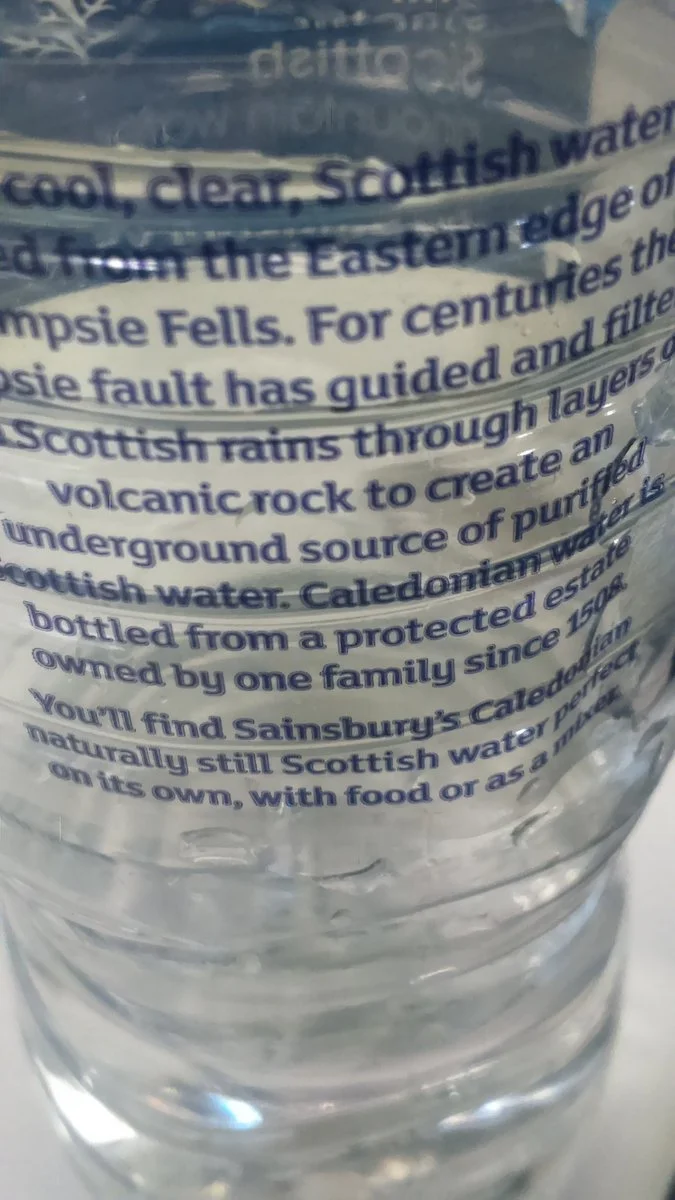 Scottish
mountain
cool, clear, Scottish water
ed from the Eastern edge of
mpsie Fells. For centuries the
psie fault has guided and filte
Scottish rains through layers o
volcanic rock to create an
underground source of purified
Scottish water. Caledonian water is
bottled from a protected estate
owned by one family since 1508.
You'll find Sainsbury's Caledonian
naturally still Scottish water perfect
on its own, with food or as a mixer.